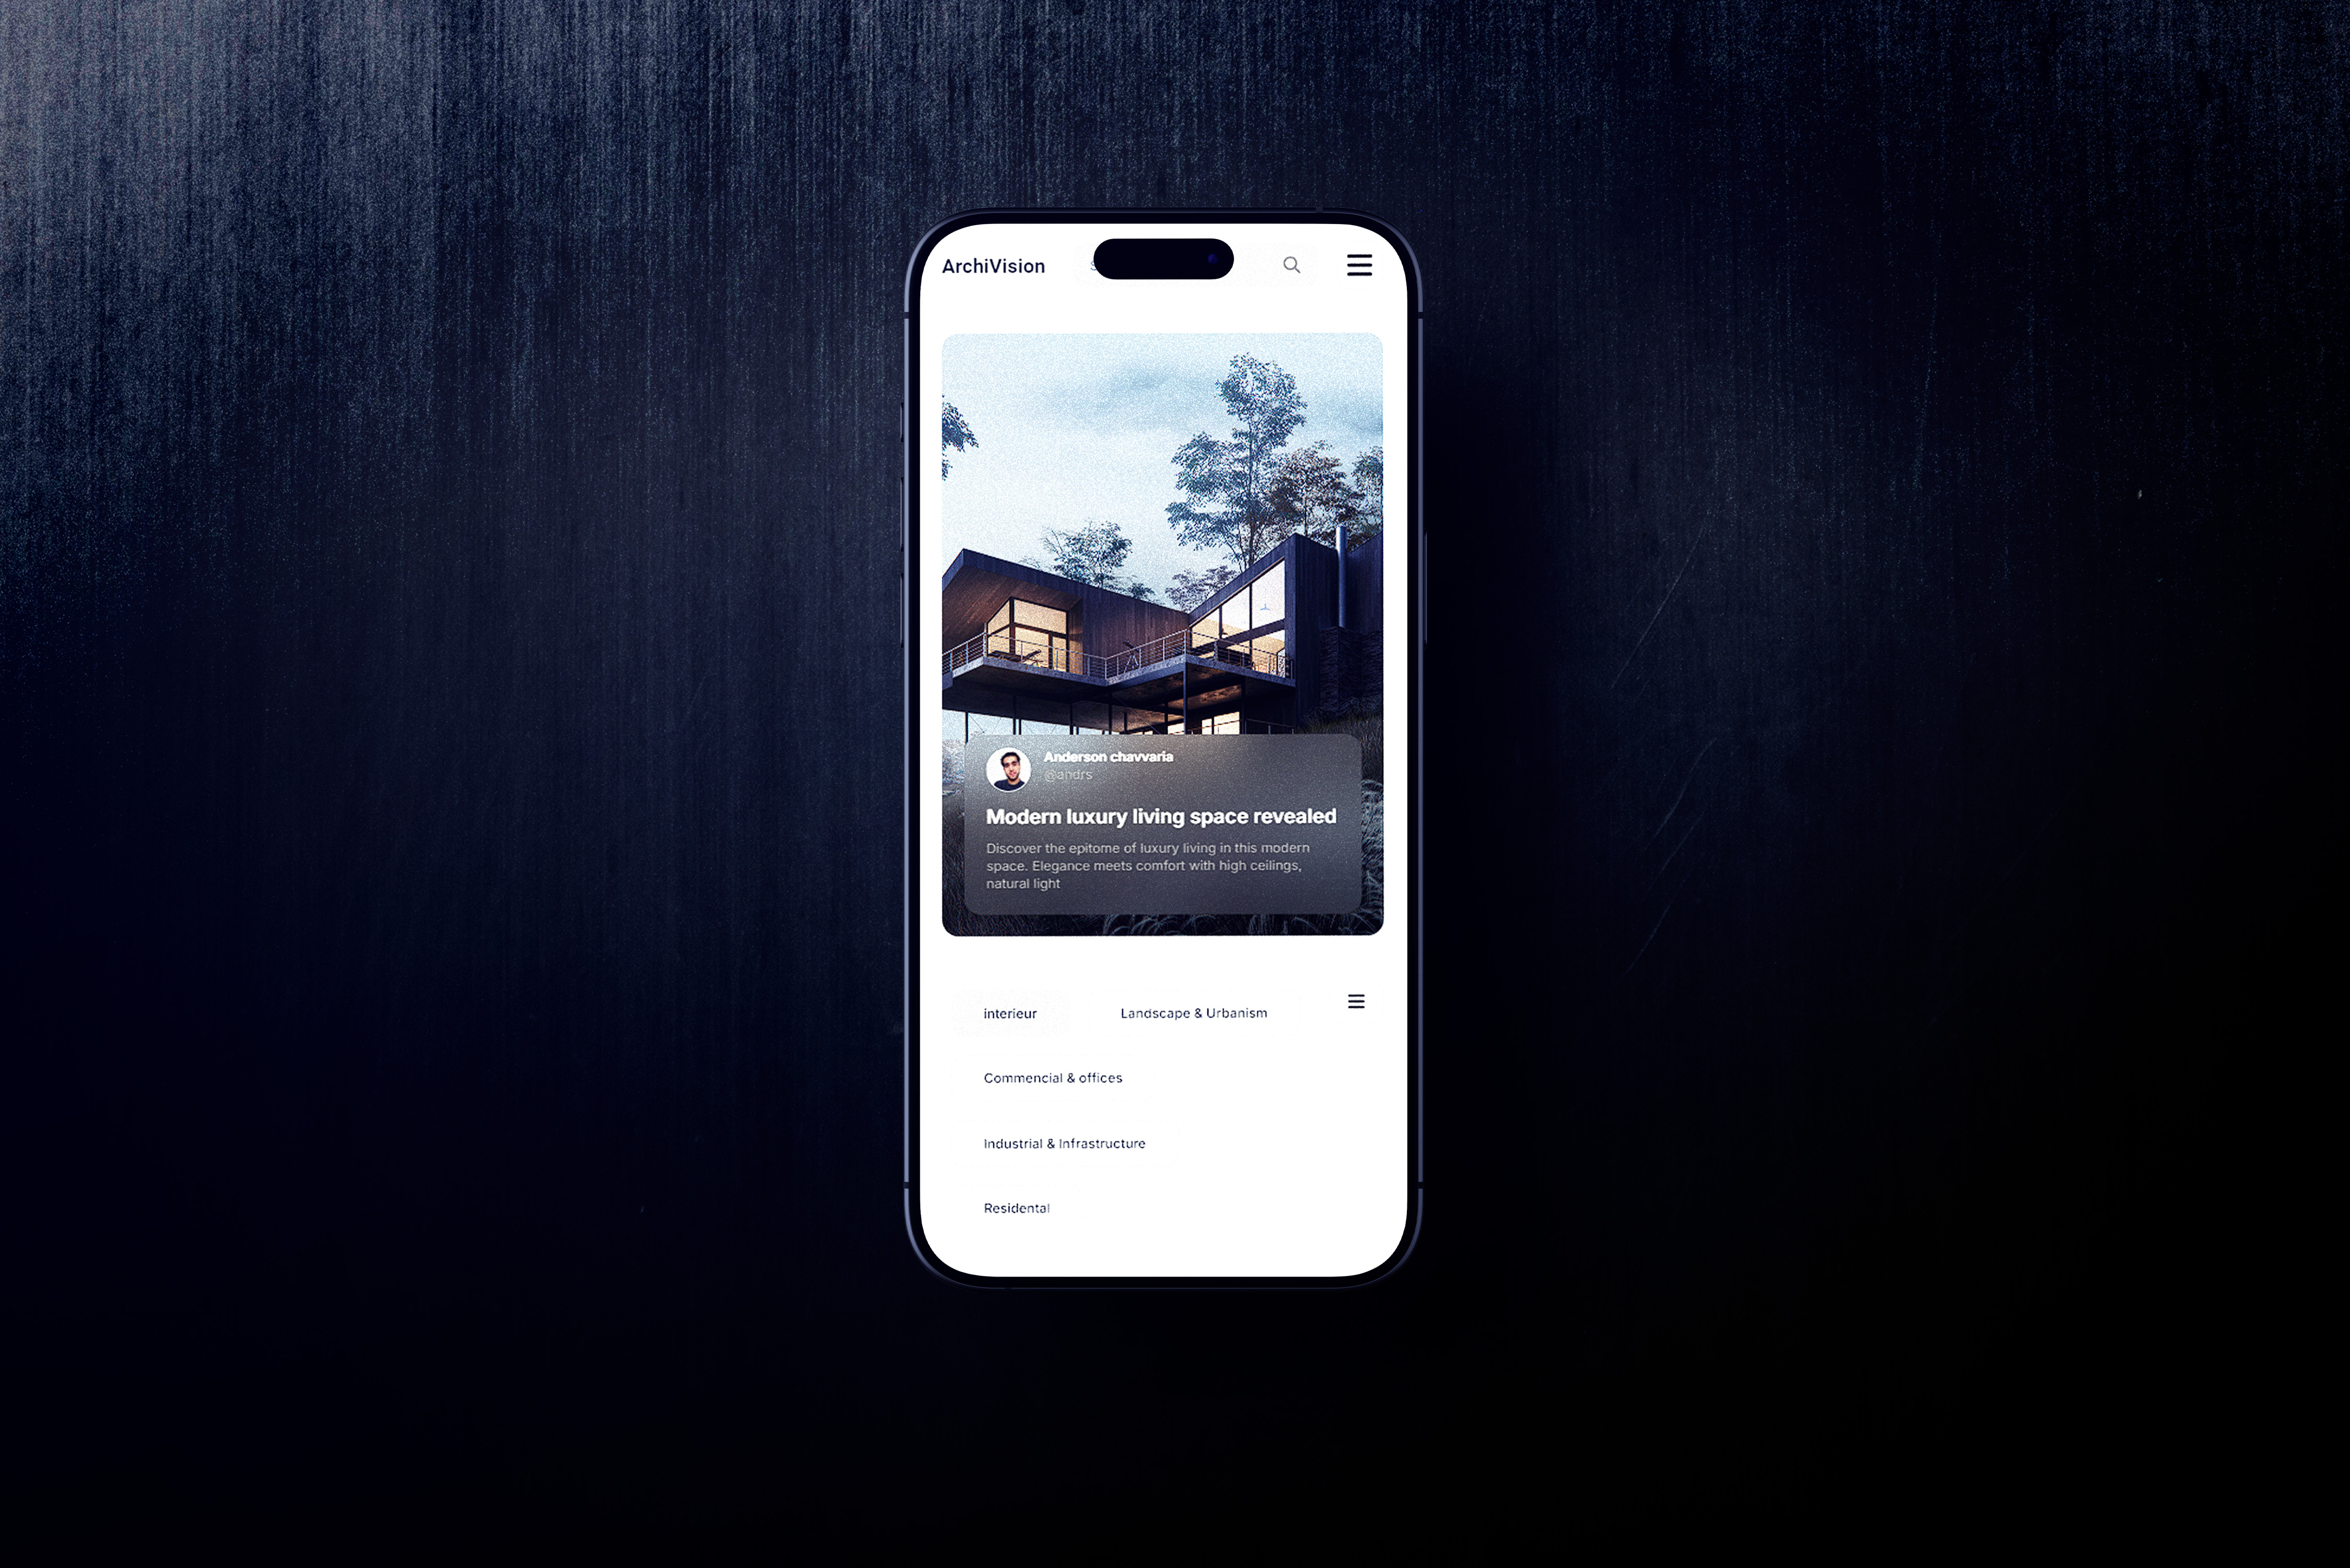 ArchiVision
Anderson chavvaria
@andrs
Modern luxury living space revealed
Discover the epitome of luxury living in this modern
space. Elegance meets comfort with high ceilings,
natural light
interieur
Landscape & Urbanism
Commencial & offices
Industrial & Infrastructure
Residental